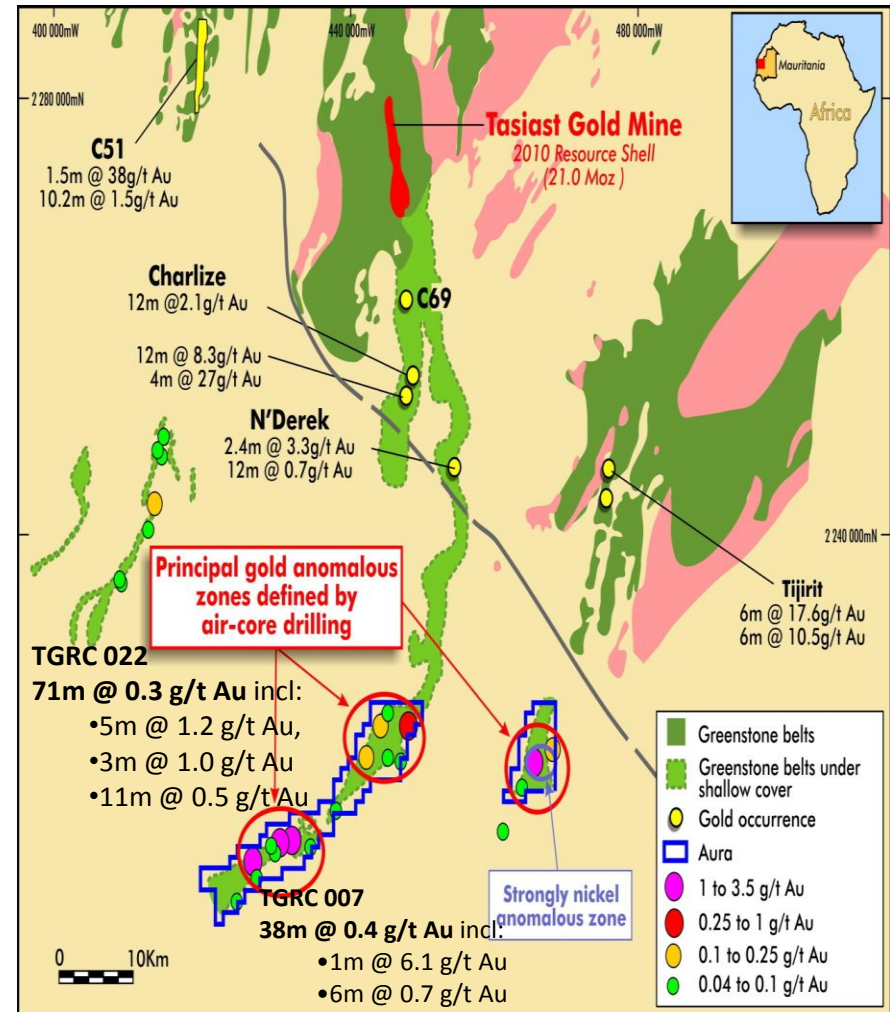 400 000mW
440 000mW
480 000mW
Mauritania
Africa
2 280 000mN
Tasiast Gold Mine
2010 Resource Shell
(21.0 Moz )
C51
1.5m @ 38g/t Au
10.2m @ 1.5g/t Au
Charlize
12m @2.1g/t Au
C69
12m @ 8.3g/t Au
4m @ 27g/t Au
N'Derek
2.4m @ 3.3g/t Au
12m @ 0.7g/t Au
2 240 000mN
Principal gold anomalous
zones defined by
air-core drilling
Tijirit
6m @ 17.6g/t Au
6m @ 10.5g/t Au
TGRC 022
71m @ 0.3 g/t Au incl:
•5m @ 1.2 g/t Au,
•3m @ 1.0 g/t Au
•11m @ 0.5 g/t Au
Strongly nickel
anomalous zone
TGRC 007
38m @ 0.4 g/t Au incl:
•1m @ 6.1 g/t Au
•6m @ 0.7 g/t Au
0 10Km
Greenstone belts
Greenstone belts under
shallow cover
Gold occurrence
Aura
1 to 3.5 g/t Au
0.25 to 1 g/t Au
0.1 to 0.25 g/t Au
0.04 to 0.1 g/t Au